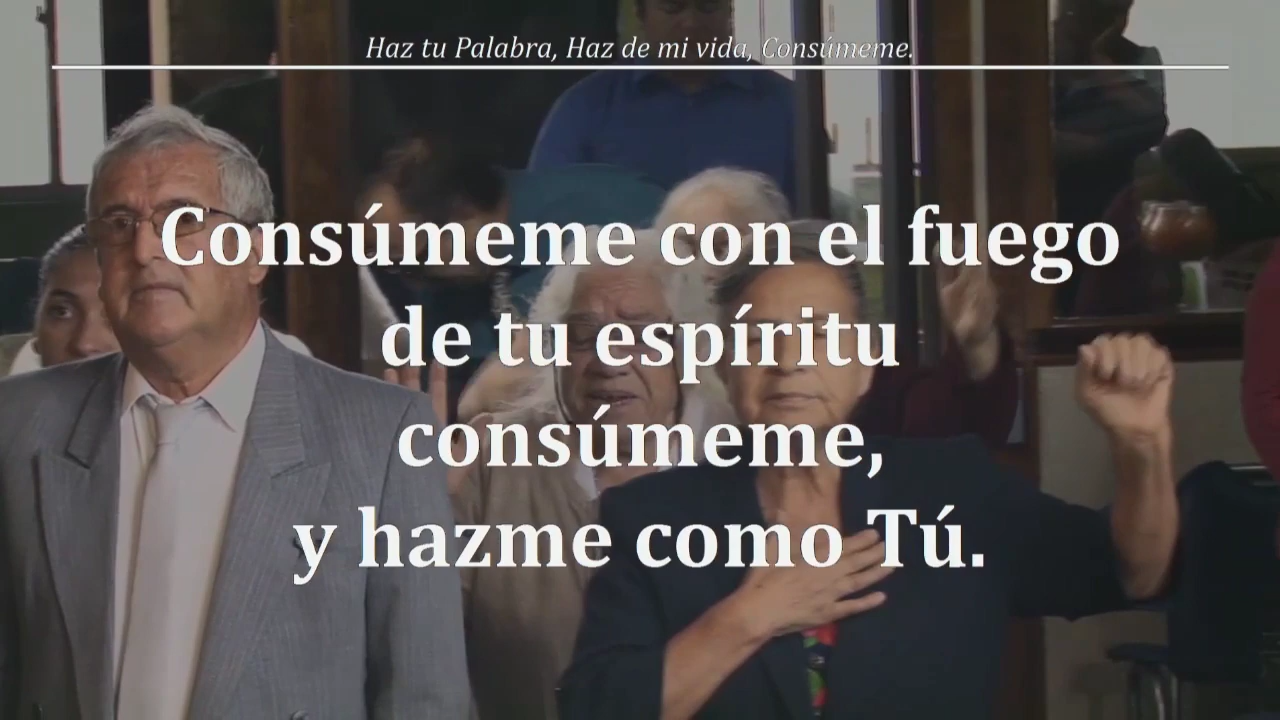 Haz tu Palabra, Haz de mi vida, Consúmeme.
Consúmeme con el fuego
de tu espíritu
consúmeme,
y hazme como Tú.